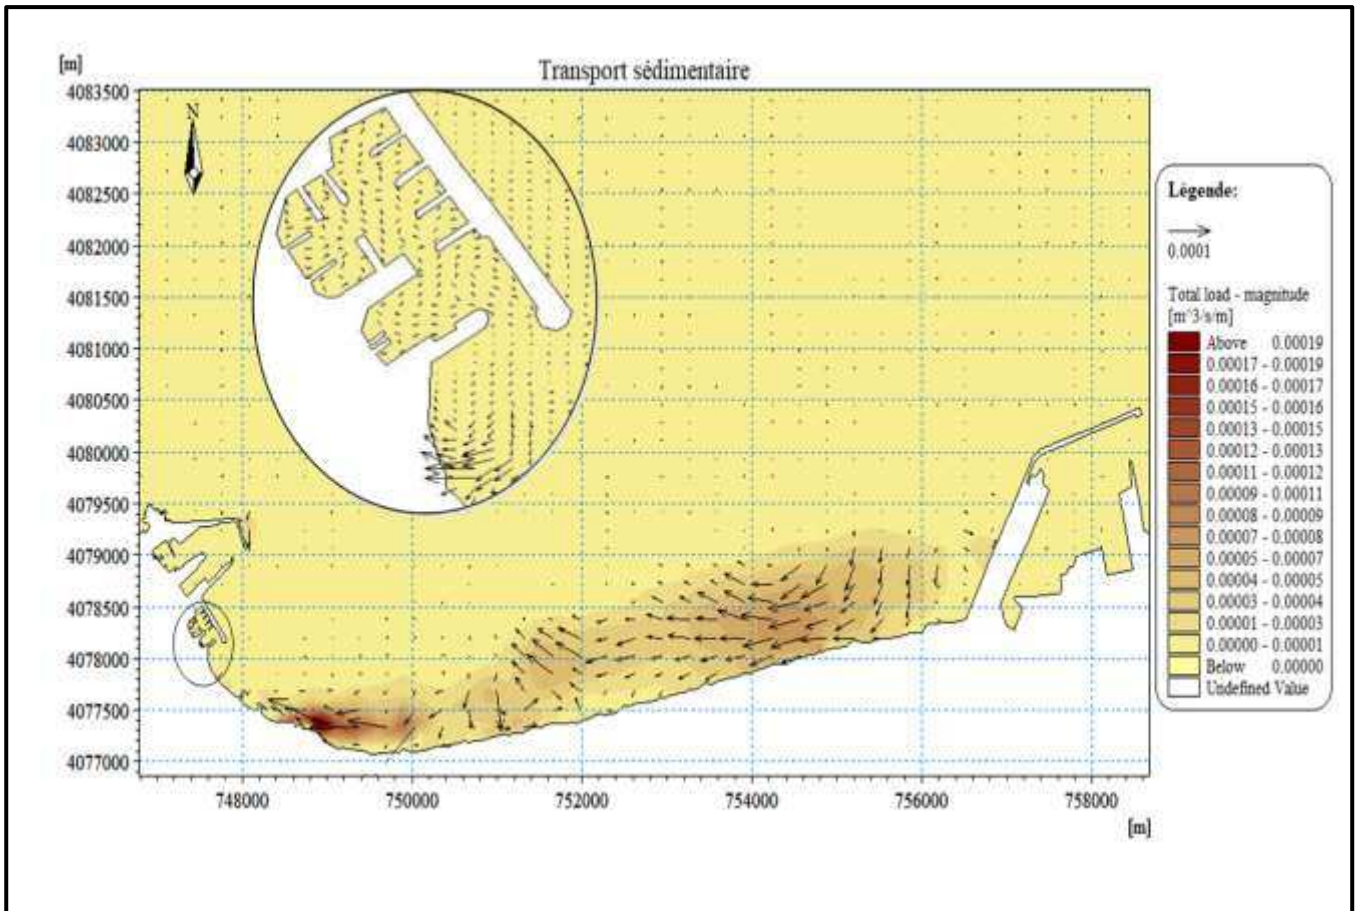 [m]
Transport sédimentaire
4083500
4083000
4082500
4082000
4081500
4081000
4080500
4080000
4079500
4079000
4078500
4078000
4077500
4077000
N
748000
750000
752000
754000
756000
758000
[m]
Légende:
0.0001
Total load - magnitude
[m^3/s/m]
Above 0.00019
0.00017 - 0.00019
0.00016 - 0.00017
0.00015 - 0.00016
0.00013 - 0.00015
0.00012 - 0.00013
0.00011 - 0.00012
0.00009 - 0.00011
0.00008 - 0.00009
0.00007 - 0.00008
0.00005 - 0.00007
0.00004 - 0.00005
0.00003 - 0.00004
0.00001 - 0.00003
0.00000 - 0.00001
Below 0.00000
Undefined Value